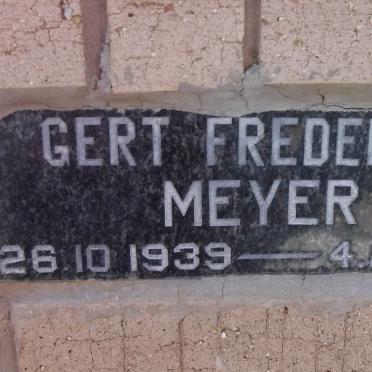 GERT FREDE
MEYER
26.10.1939 — 4.